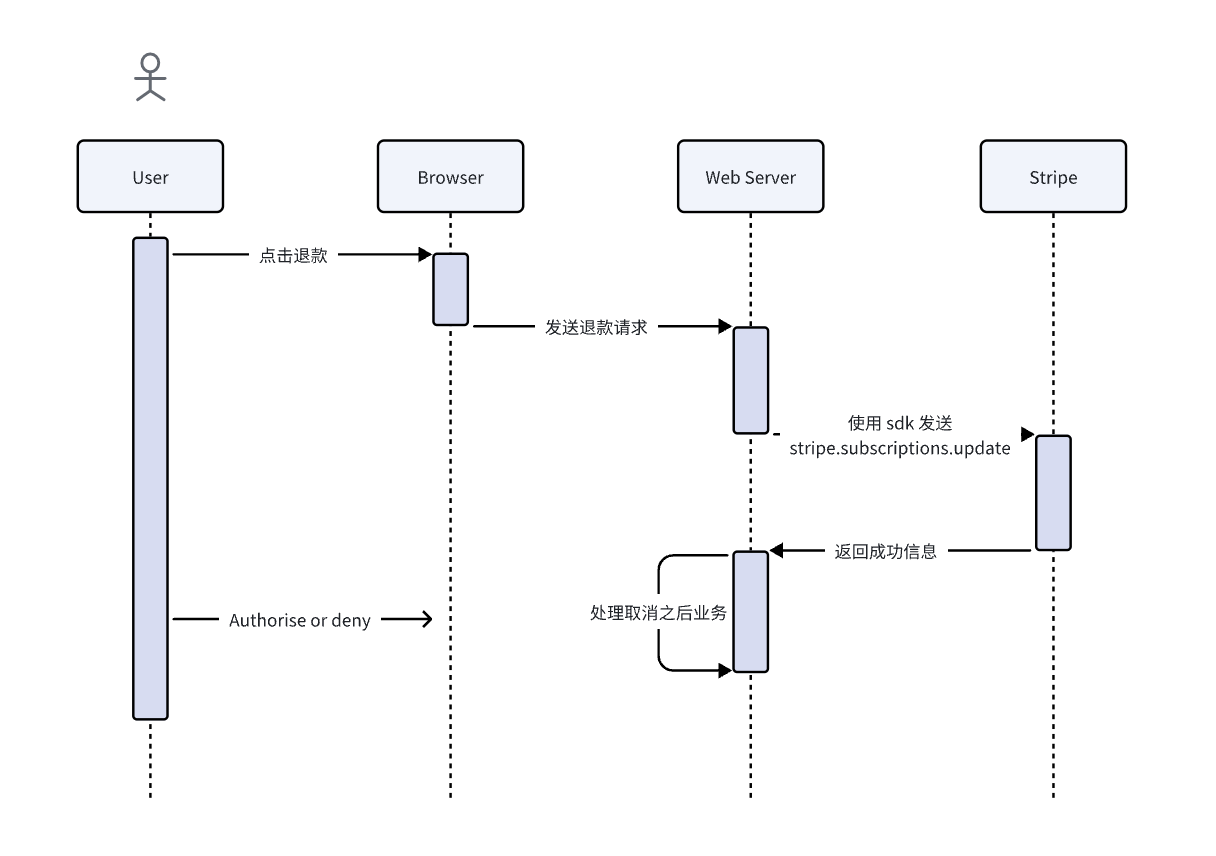 User
Browser
Web Server
Stripe
点击退款
发送退款请求
使用 sdk 发送
stripe.subscriptions.update
返回成功信息
处理取消之后业务
Authorise or deny